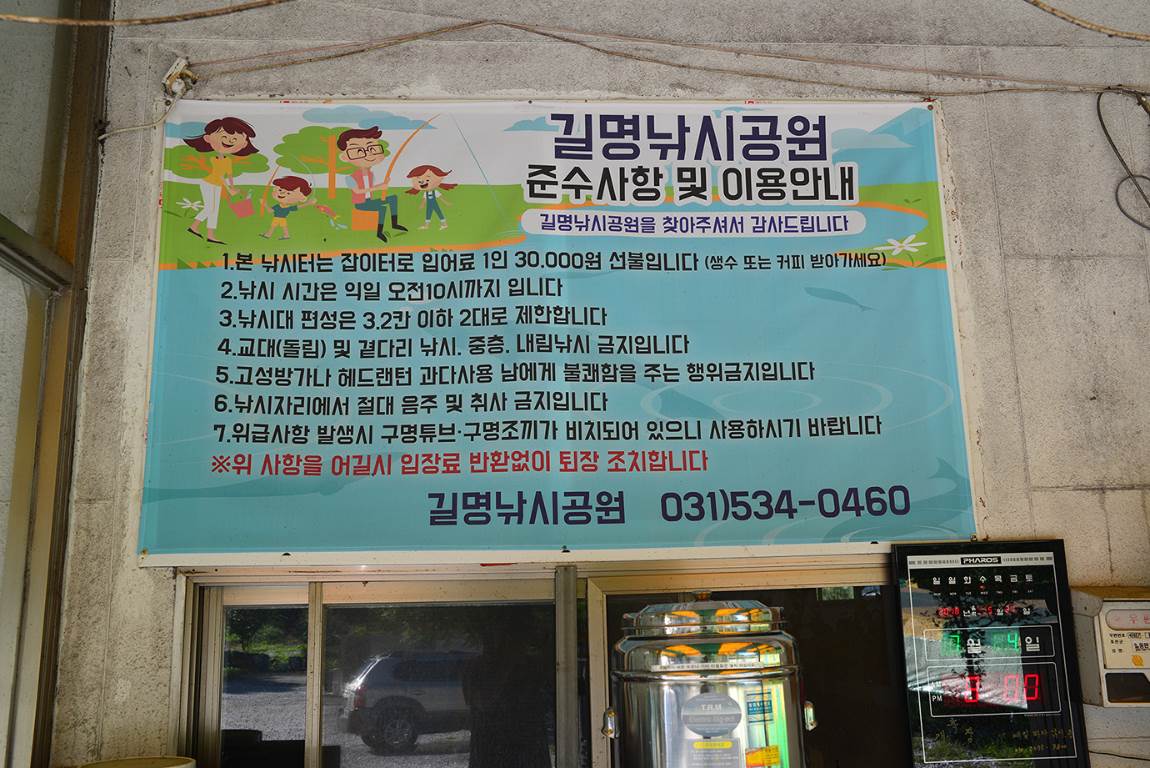 길명낚시공원
준수사항 및 이용안내
길명낚시공원을 찾아주셔서 감사드립니다
1.본 낚시터는 잡이터로 입어료 1인 30.000원 선불입니다 (생수 또는 커피 받아가세요)
2.낚시 시간은 익일 오전10시까지 입니다
3.낚시대 편성은 3.2칸 이하 2대로 제한합니다
4.교대(돌림) 및 곁다리 낚시. 중층. 내림낚시 금지입니다
5.고성방가나 헤드랜턴 과다사용 남에게 불쾌함을 주는 행위금지입니다
6.낚시자리에서 절대 음주 및 취사 금지입니다
7.위급사항 발생시 구명튜브·구명조끼가 비치되어 있으니 사용하시기 바랍니다
※위 사항을 어길시 입장료 반환없이 퇴장 조치합니다
길명낚시공원 031)534-0460
PHAROS
일 월 화 수 목 금 토
월 4일
PM
M.R.T